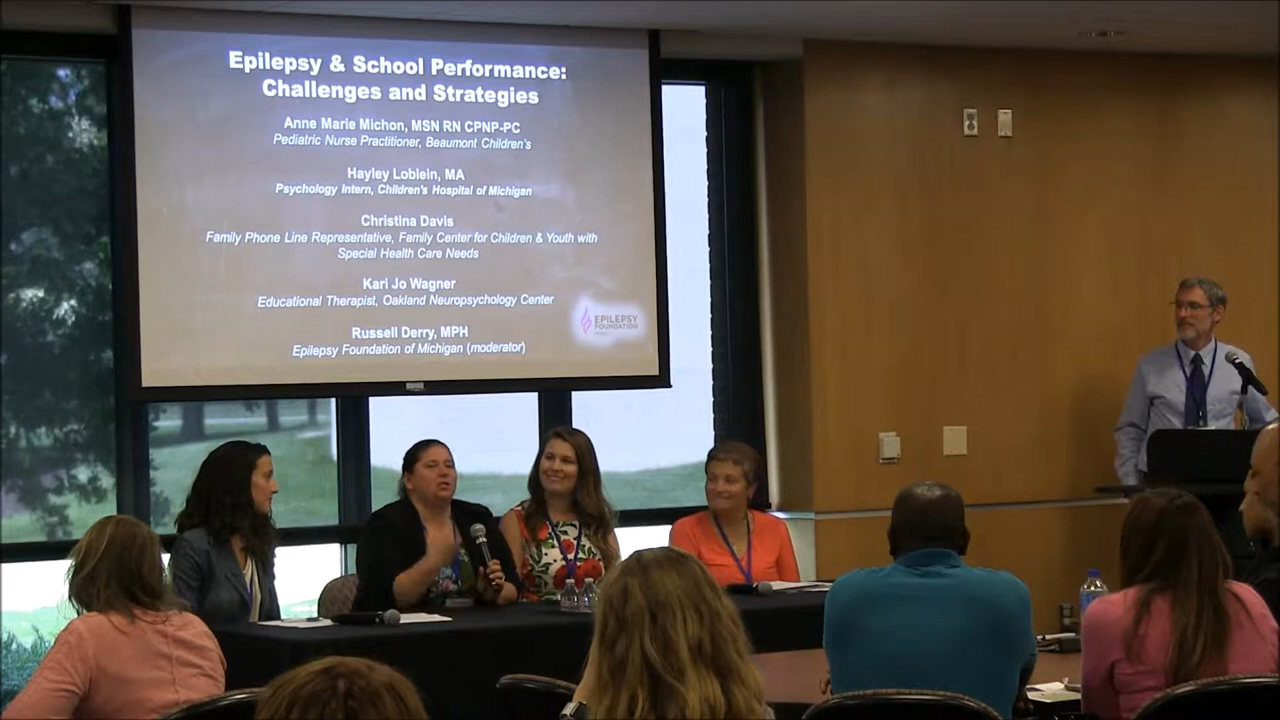 Epilepsy & School Performance:
Challenges and Strategies
Anne Marie Michon, MSN RN CPNP-PC
Pediatric Nurse Practitioner, Beaumont Children's
Hayley Loblein, MA
Psychology Intern, Children's Hospital of Michigan
Christina Davis
Family Phone Line Representative, Family Center for Children & Youth with
Special Health Care Needs
Kari Jo Wagner
Educational Therapist, Oakland Neuropsychology Center
Russell Derry, MPH
Epilepsy Foundation of Michigan (moderator)
EPILEPSY
FOUNDATION